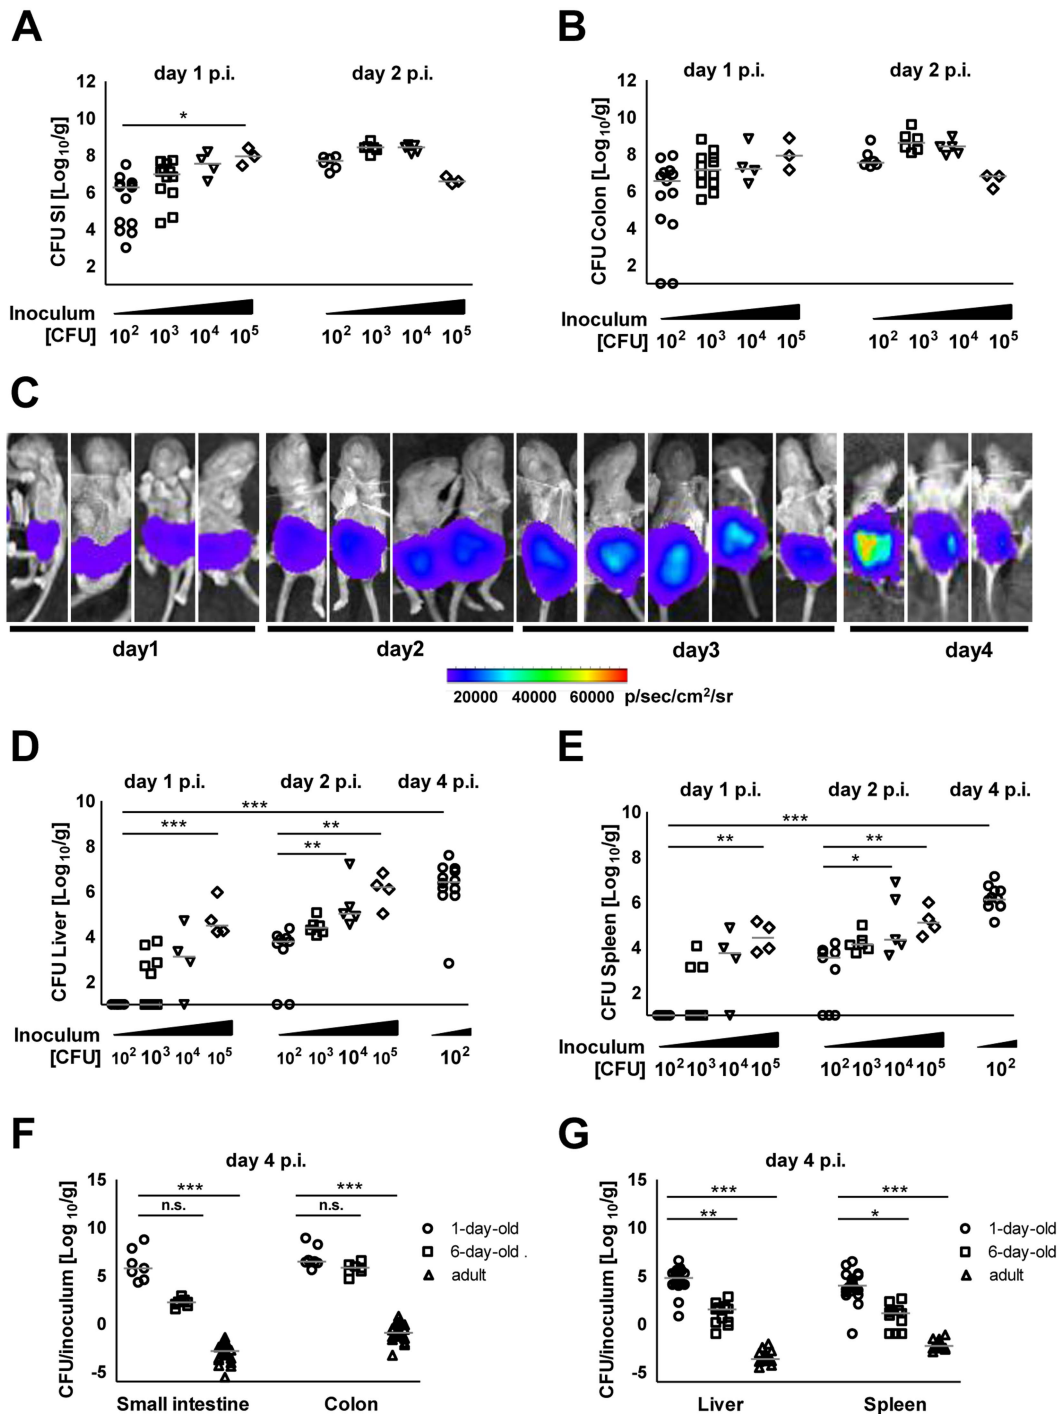 A
day 1 p.i.
day 2 p.i.
CFU SI [Log10/g]
12
10
8
6
4
2
*
Inoculum
[CFU]
10² 10³ 10⁴ 10⁵
10² 10³ 10⁴ 10⁵
B
day 1 p.i.
day 2 p.i.
CFU Colon [Log10/g]
12
10
8
6
4
2
Inoculum
[CFU]
10² 10³ 10⁴ 10⁵
10² 10³ 10⁴ 10⁵
C
day1
day2
day3
day4
20000 40000 60000 p/sec/cm²/sr
D
day 1 p.i.
day 2 p.i.
day 4 p.i.
CFU Liver [Log10/g]
10
8
6
4
2
***
***
**
**
Inoculum
[CFU]
10² 10³ 10⁴ 10⁵
10² 10³ 10⁴ 10⁵
10²
E
day 1 p.i.
day 2 p.i.
day 4 p.i.
CFU Spleen [Log10/g]
10
8
6
4
2
***
**
**
*
Inoculum
[CFU]
10² 10³ 10⁴ 10⁵
10² 10³ 10⁴ 10⁵
10²
F
day 4 p.i.
CFU/inoculum [Log10/g]
15
10
5
0
-5
***
n.s.
***
n.s.
1-day-old
6-day-old .
adult
Small intestine
Colon
G
day 4 p.i.
CFU/inoculum [Log10/g]
15
10
5
0
-5
***
**
***
*
1-day-old
6-day-old
adult
Liver
Spleen